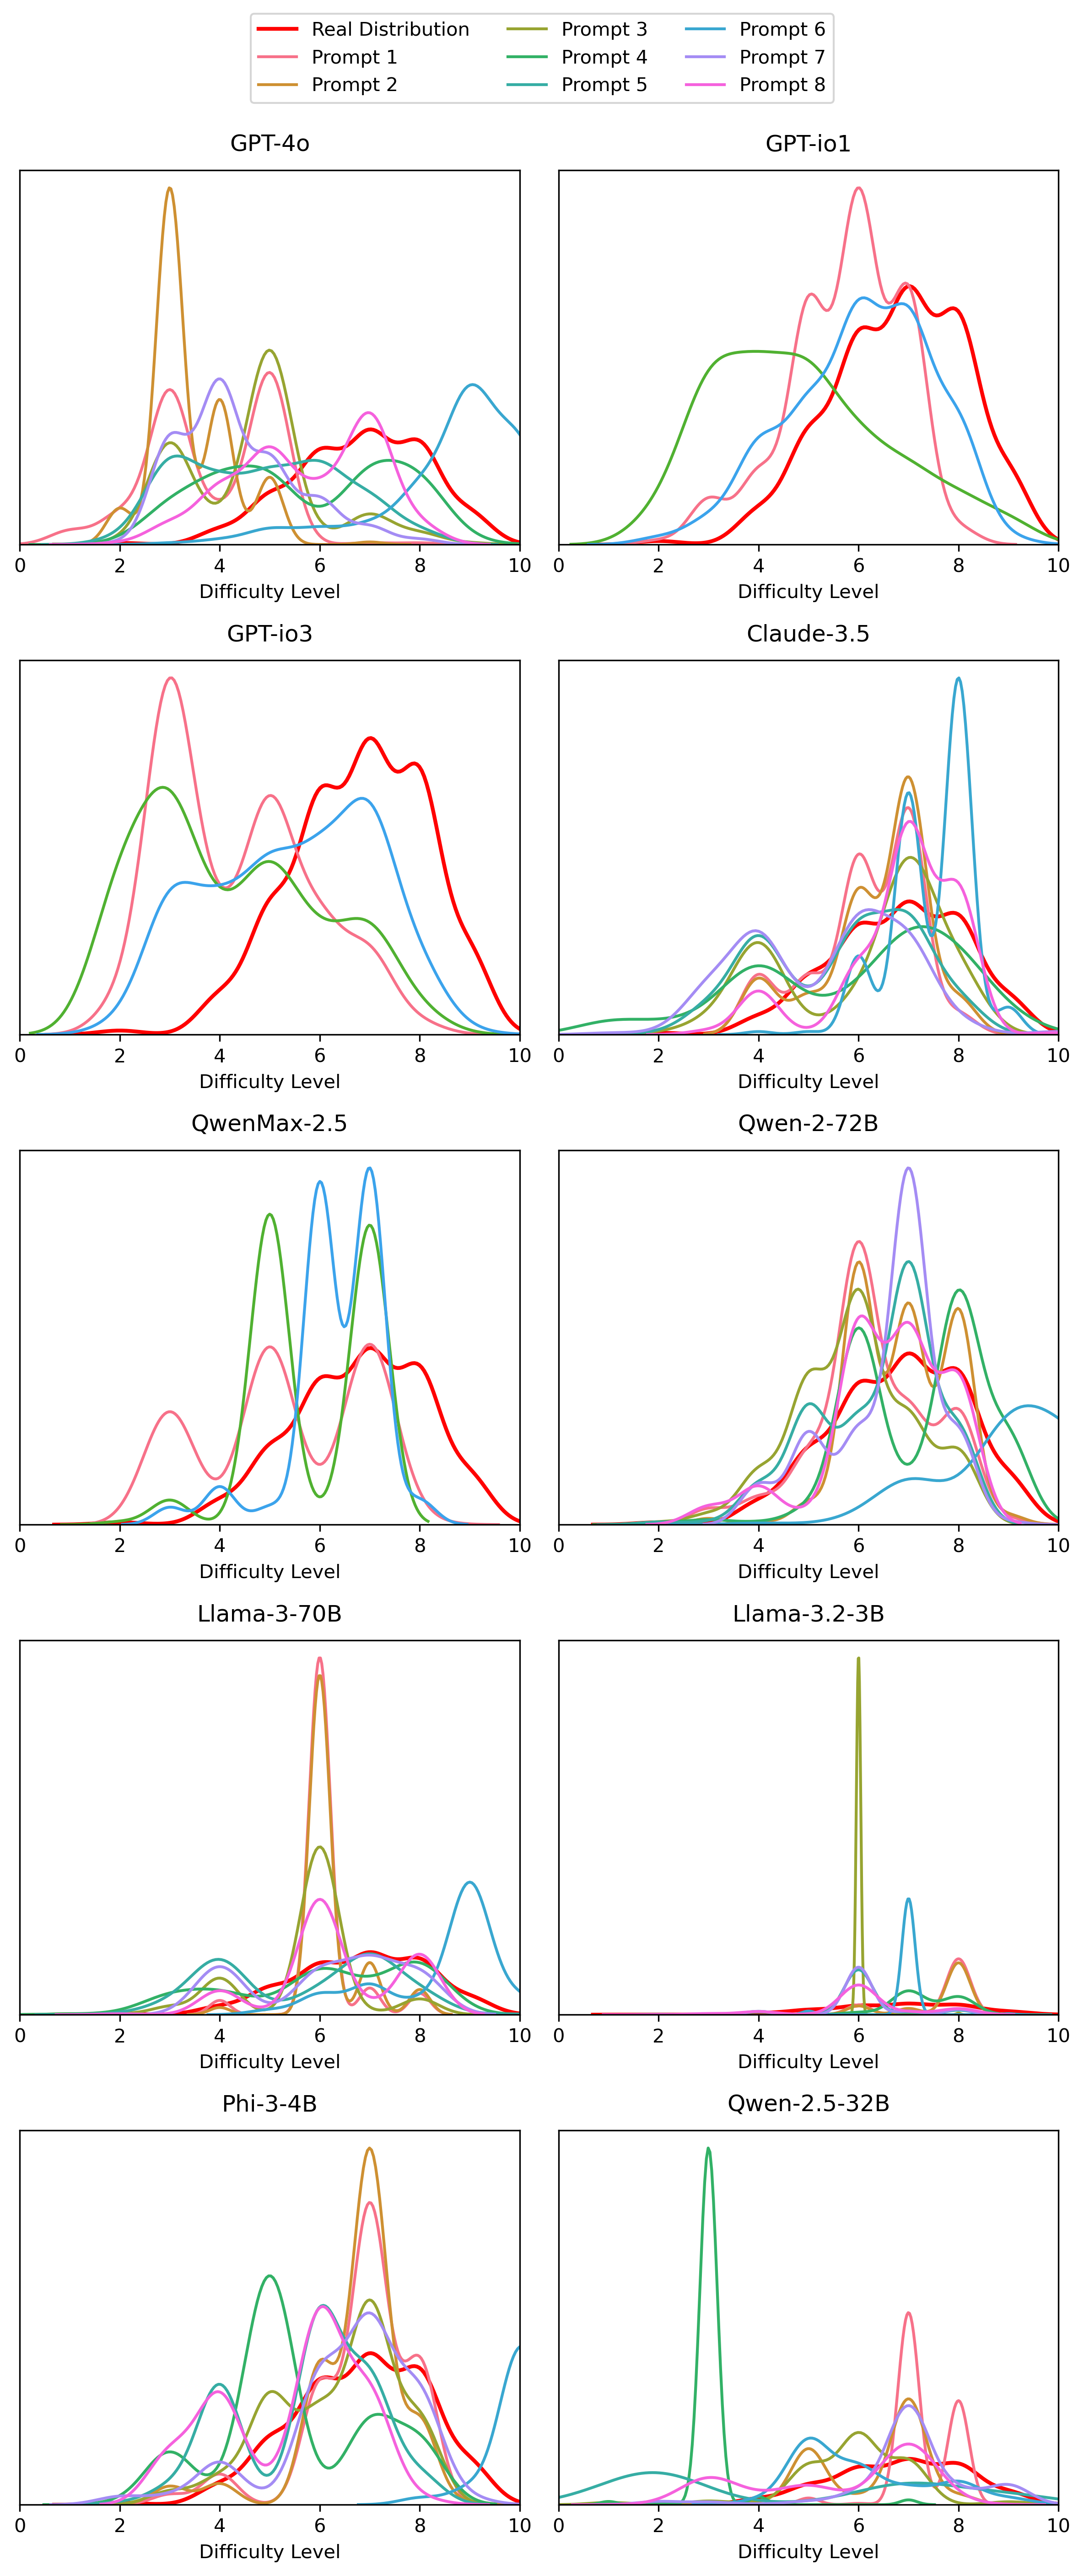 Real Distribution Prompt 3 Prompt 6
Prompt 1 Prompt 4 Prompt 7
Prompt 2 Prompt 5 Prompt 8
GPT-4o
0 2 4 6 8 10
Difficulty Level
GPT-io1
0 2 4 6 8 10
Difficulty Level
GPT-io3
0 2 4 6 8 10
Difficulty Level
Claude-3.5
0 2 4 6 8 10
Difficulty Level
QwenMax-2.5
0 2 4 6 8 10
Difficulty Level
Qwen-2-72B
0 2 4 6 8 10
Difficulty Level
Llama-3-70B
0 2 4 6 8 10
Difficulty Level
Llama-3.2-3B
0 2 4 6 8 10
Difficulty Level
Phi-3-4B
0 2 4 6 8 10
Difficulty Level
Qwen-2.5-32B
0 2 4 6 8 10
Difficulty Level